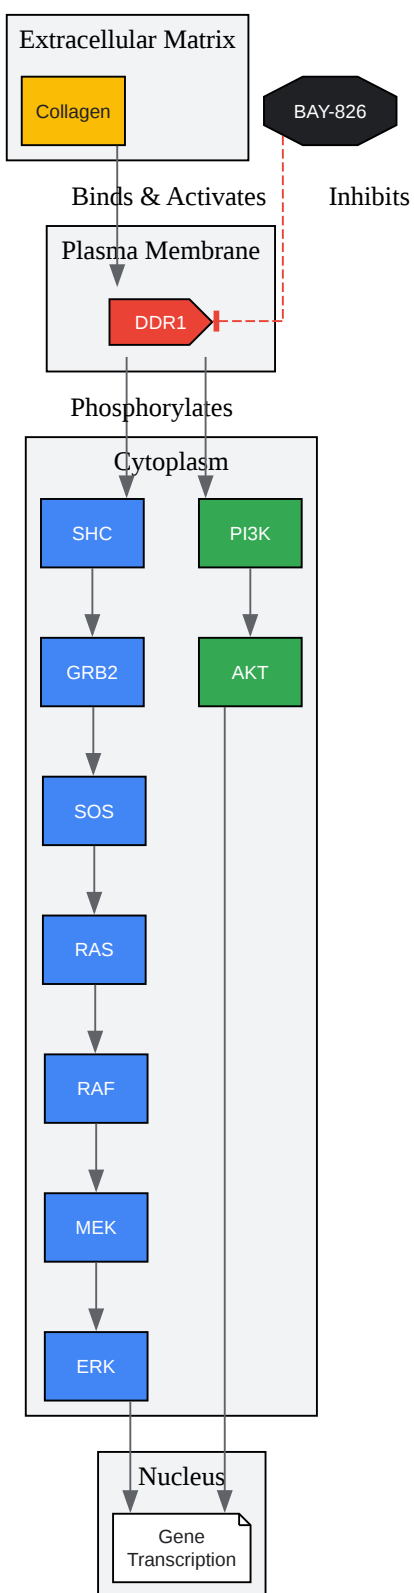 Extracellular Matrix
Collagen
BAY-826
Binds & Activates
Inhibits
Plasma Membrane
DDR1
Phosphorylates
Cytoplasm
SHC
PI3K
GRB2
AKT
SOS
RAS
RAF
MEK
ERK
Nucleus
Gene
Transcription